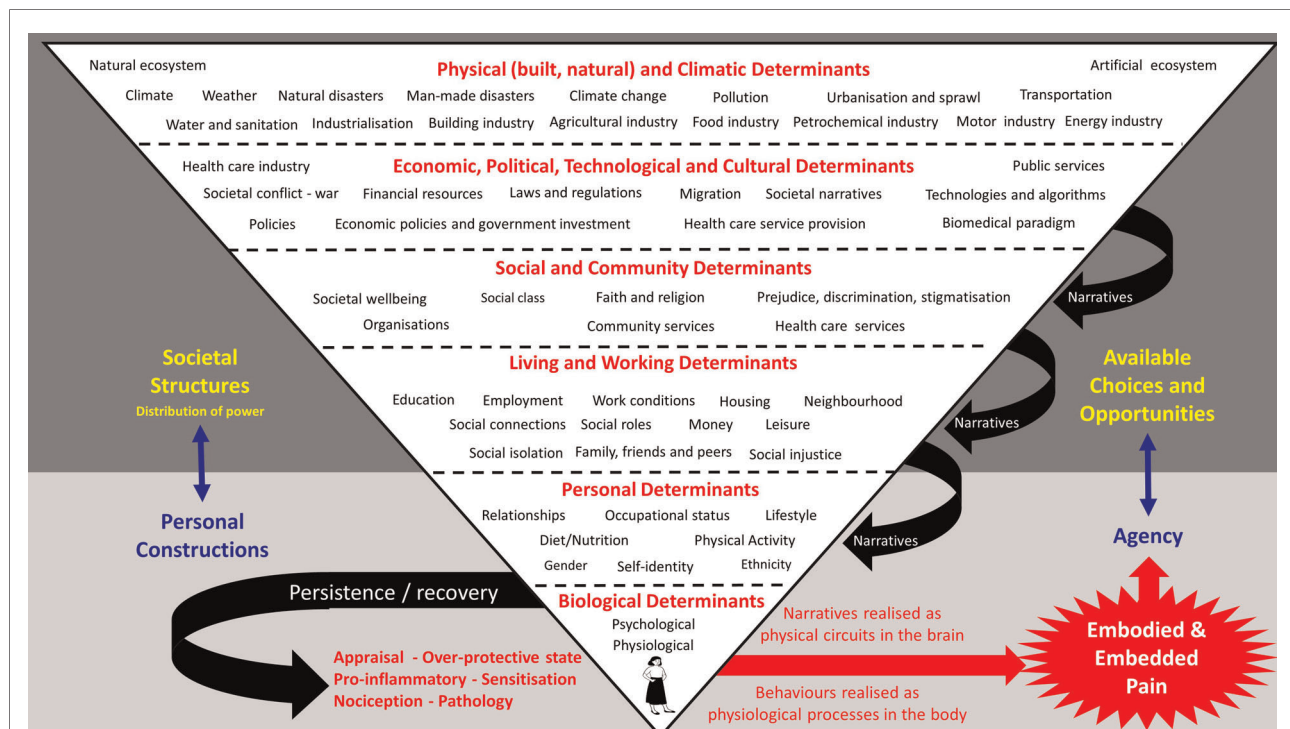 Natural ecosystem
Physical (built, natural) and Climatic Determinants
Artificial ecosystem
Climate Weather Natural disasters Man-made disasters Climate change Pollution Urbanisation and sprawl Transportation
Water and sanitation Industrialisation Building industry Agricultural industry Food industry Petrochemical industry Motor industry Energy industry
Health care industry
Economic, Political, Technological and Cultural Determinants
Public services
Societal conflict - war Financial resources Laws and regulations Migration Societal narratives Technologies and algorithms
Policies Economic policies and government investment Health care service provision Biomedical paradigm
Social and Community Determinants
Societal wellbeing Social class Faith and religion Prejudice, discrimination, stigmatisation
Organisations Community services Health care services
Narratives
Living and Working Determinants
Education Employment Work conditions Housing Neighbourhood
Social connections Social roles Money Leisure
Social isolation Family, friends and peers Social injustice
Narratives
Societal
Structures
Distribution of power
Available
Choices and
Opportunities
Personal Determinants
Relationships Occupational status Lifestyle
Diet/Nutrition Physical Activity
Gender Self-identity Ethnicity
Narratives
Personal
Constructions
Agency
Persistence / recovery
Biological Determinants
Psychological
Physiological
Appraisal - Over-protective state
Pro-inflammatory - Sensitisation
Nociception - Pathology
Narratives realised as
physical circuits in the brain
Behaviours realised as
physiological processes in the body
Embodied &
Embedded
Pain